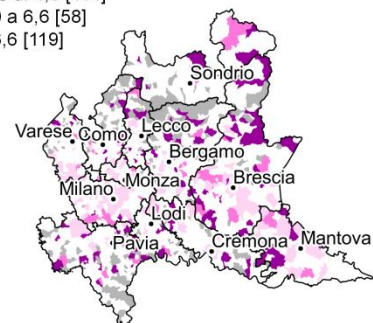 a 6,6 [58]
6,6 [119]
Sondrio
Varese
Como
Lecco
Bergamo
Milano
Monza
Brescia
Lodi
Pavia
Cremona
Mantova